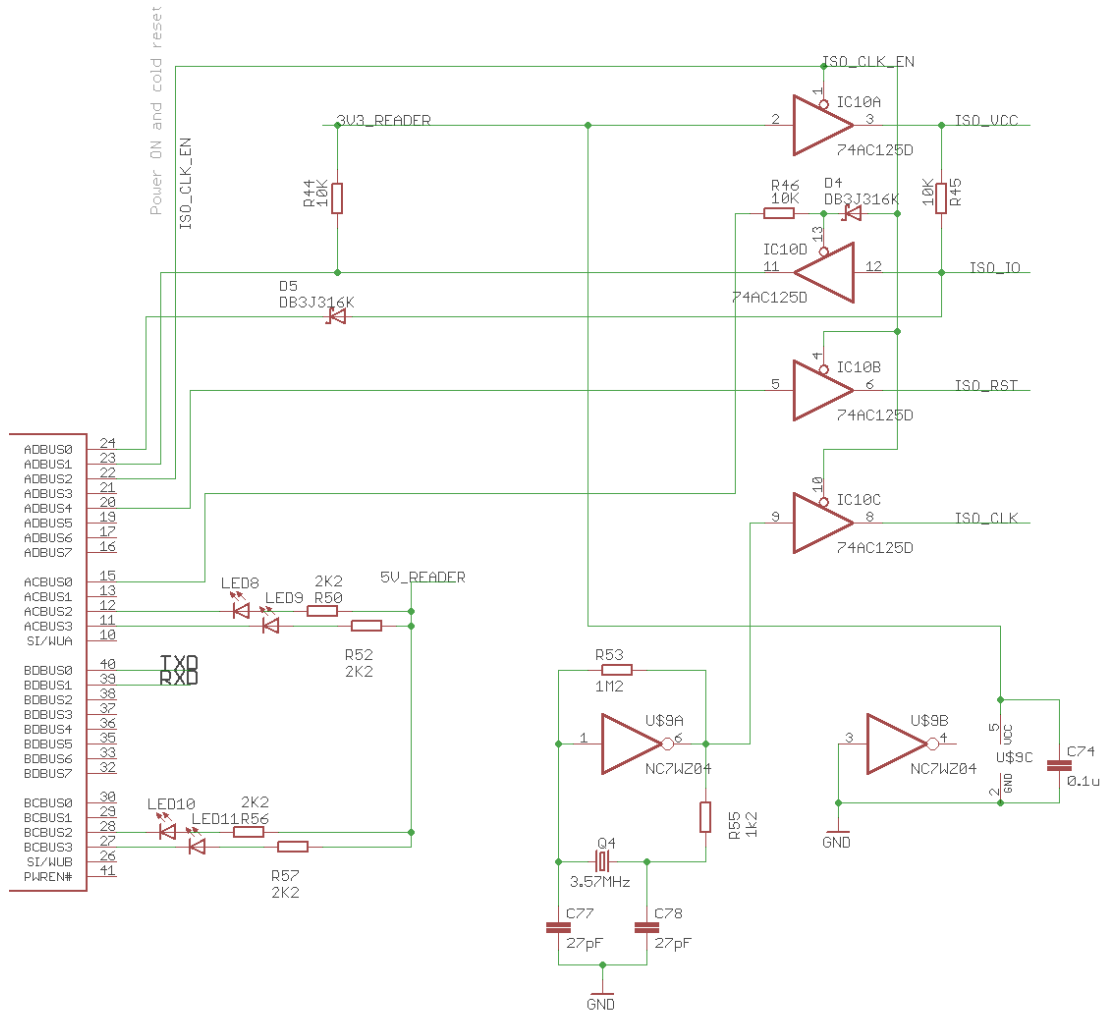 Power ON and cold reset
ISO_CLK_EN
ISO_CLK_EN
1
IC10A
3V3_READER
2
3
ISO_VCC
74AC125D
R44
10K
R46
10K
D4
DB3J316K
10K
R45
13
IC10D
11
12
ISO_IO
74AC125D
D5
DB3J316K
4
IC10B
5
6
ISO_RST
74AC125D
10
IC10C
9
8
ISO_CLK
74AC125D
ADBUS0 24
ADBUS1 23
ADBUS2 22
ADBUS3 21
ADBUS4 20
ADBUS5 19
ADBUS6 17
ADBUS7 16
ACBUS0 15
ACBUS1 13
ACBUS2 12
ACBUS3 11
SI/WUA 10
BDBUS0 40
BDBUS1 39
BDBUS2 38
BDBUS3 37
BDBUS4 36
BDBUS5 35
BDBUS6 33
BDBUS7 32
BCBUS0 30
BCBUS1 29
BCBUS2 28
BCBUS3 27
SI/WUB 26
PWREN# 41
5V_READER
LED8
2K2
LED9
R50
R52
2K2
TXD
RXD
LED10
2K2
LED11
R56
R57
2K2
R53
1M2
U$9A
1
6
NC7WZ04
R55
1k2
Q4
3.57MHz
C77
27pF
C78
27pF
GND
U$9B
3
4
NC7WZ04
GND
5
VCC
U$9C
2
GND
C74
0.1u